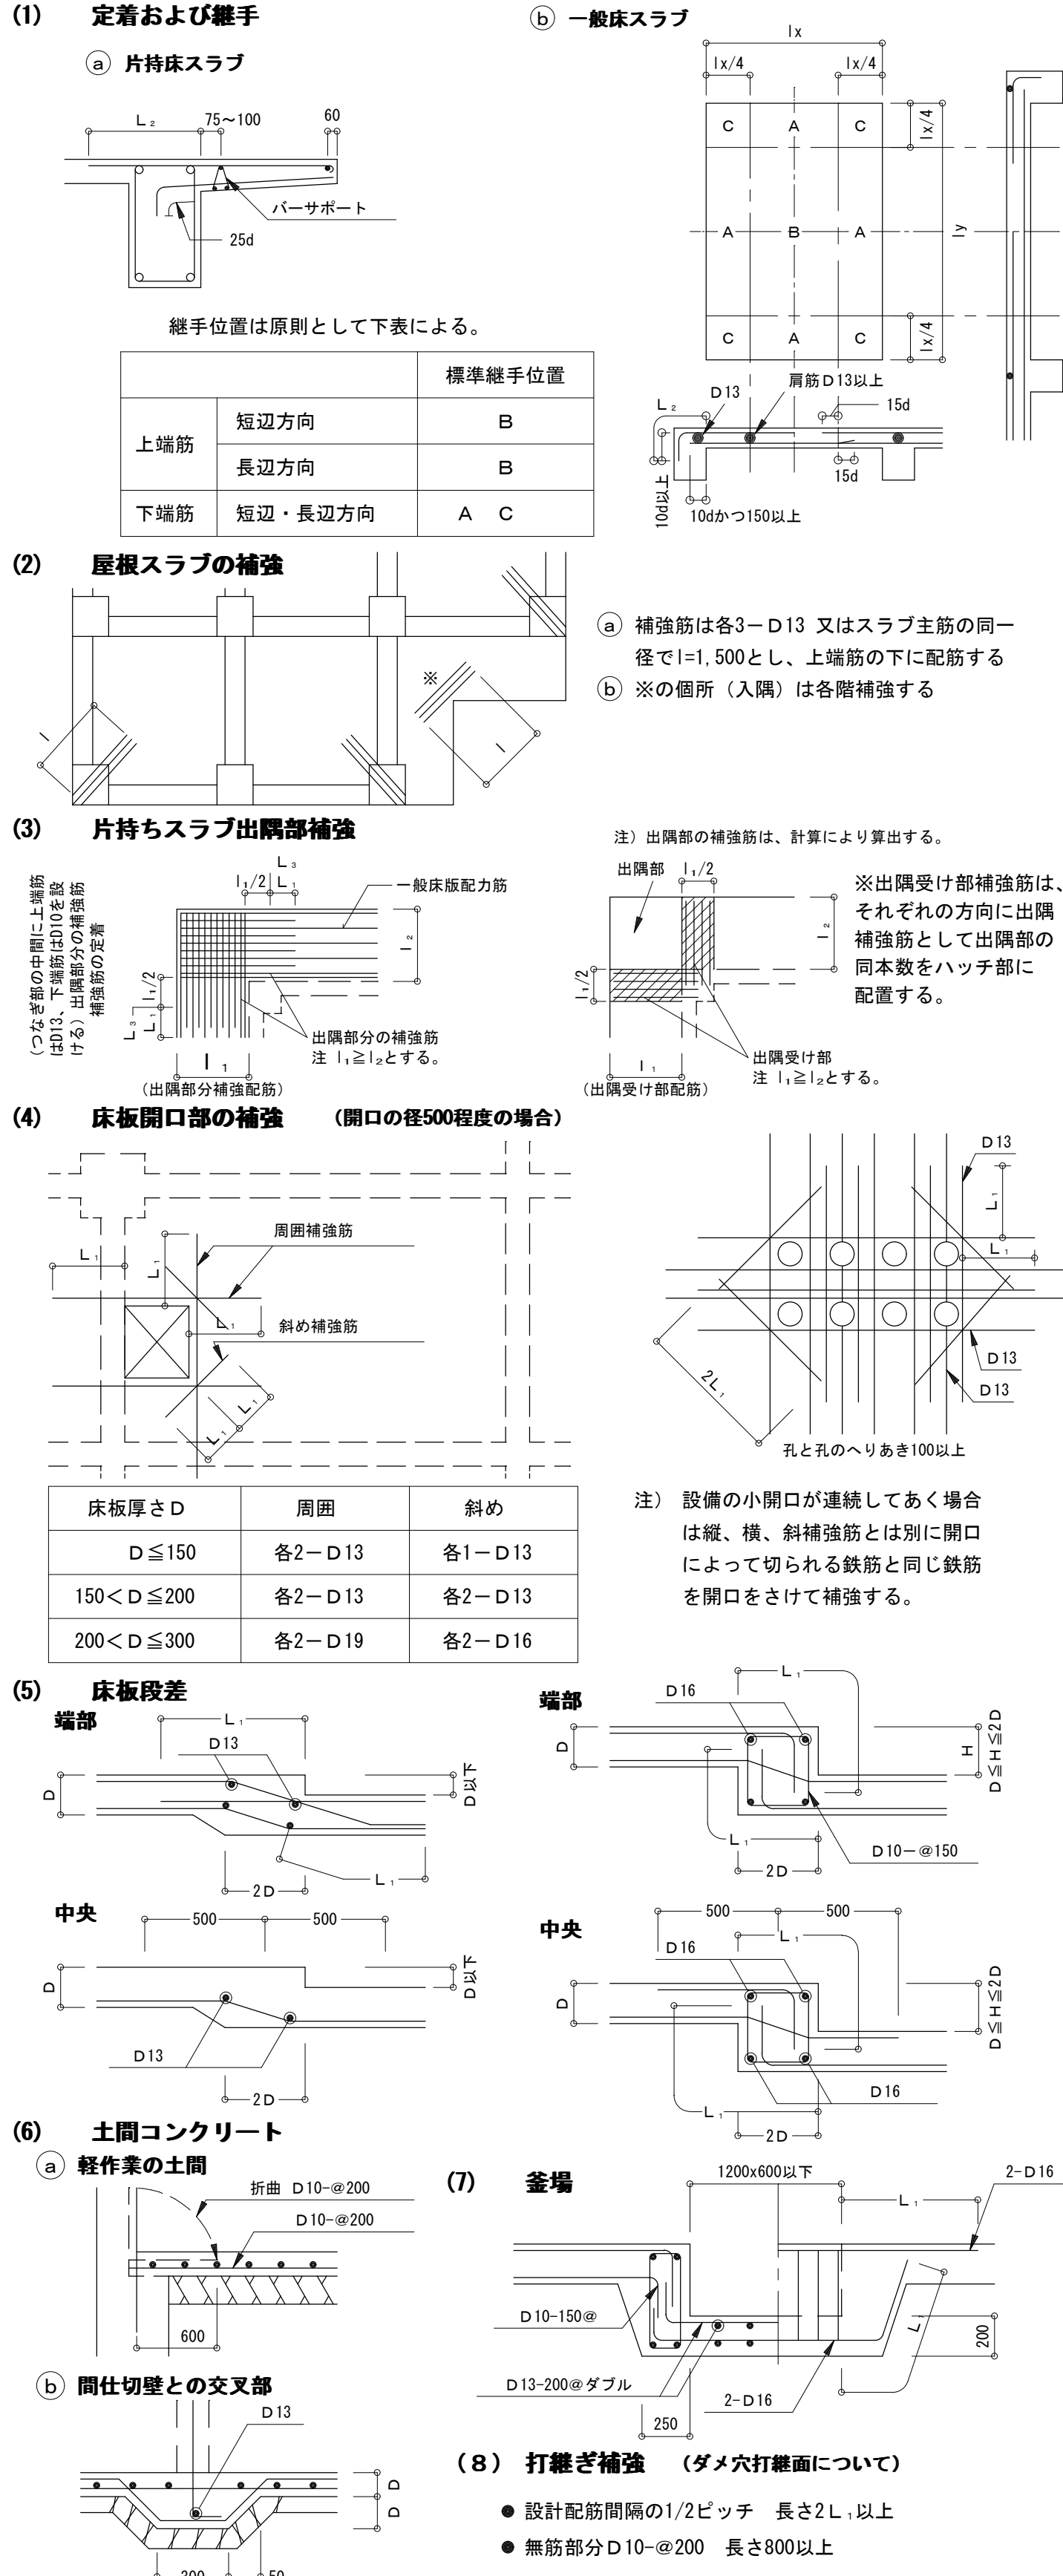 (1) 定着および継手
ⓐ 片持床スラブ
L₂
75～100
60
バーサポート
25d
継手位置は原則として下表による。
標準継手位置
上端筋 短辺方向 B
長辺方向 B
下端筋 短辺・長辺方向 A C
ⓑ 一般床スラブ
lx
lx/4 lx/4
C A C
lx/4
A B A
ly
C A C
lx/4
D13
肩筋D13以上
L₂
15d
15d
10d以上
10dかつ150以上
(2) 屋根スラブの補強
※
l
l
ⓐ 補強筋は各3－D13 又はスラブ主筋の同一
径でl=1,500とし、上端筋の下に配筋する
ⓑ ※の個所（入隅）は各階補強する
(3) 片持ちスラブ出隅部補強
（つなぎ部の中間に上端筋
はD13、下端筋はD10を設
ける）出隅部分の補強筋
補強筋の定着
L₃
l₁/2 L₁
一般床版配力筋
l₂
l₁/2
L₃
L₁
出隅部分の補強筋
注 l₁≧l₂とする。
l₁
（出隅部分補強配筋）
注）出隅部の補強筋は、計算により算出する。
出隅部
l₁/2
l₂
l₁/2
出隅受け部
注 l₁≧l₂とする。
l₁
（出隅受け部配筋）
※出隅受け部補強筋は、
それぞれの方向に出隅
補強筋として出隅部の
同本数をハッチ部に
配置する。
(4) 床板開口部の補強 （開口の径500程度の場合）
周囲補強筋
L₁
L₁
L₁
斜め補強筋
L₁
L₁
床板厚さD 周囲 斜め
D≦150 各2－D13 各1－D13
150＜D≦200 各2－D13 各2－D13
200＜D≦300 各2－D19 各2－D16
D13
L₁
L₁
D13
D13
2L₁
孔と孔のへりあき100以上
注） 設備の小開口が連続してあく場合
は縦、横、斜補強筋とは別に開口
によって切られる鉄筋と同じ鉄筋
を開口をさけて補強する。
(5) 床板段差
端部
L₁
D13
D
D以下
L₁
2D
中央
500 500
D
D以下
D13
2D
端部
L₁
D16
D
H
D≦H≦2D
L₁
D10－@150
2D
中央
500 500
L₁
D16
D
D≦H≦2D
D16
L₁
2D
(6) 土間コンクリート
ⓐ 軽作業の土間
折曲 D10-@200
D10-@200
600
ⓑ 間仕切壁との交叉部
D13
D
D
300 50
(7) 釜場
1200x600以下
2-D16
L₁
D10-150@
D13-200@ダブル
2-D16
200
250
（8） 打継ぎ補強 （ダメ穴打継面について）
● 設計配筋間隔の1/2ピッチ 長さ2L₁以上
● 無筋部分D10-@200 長さ800以上